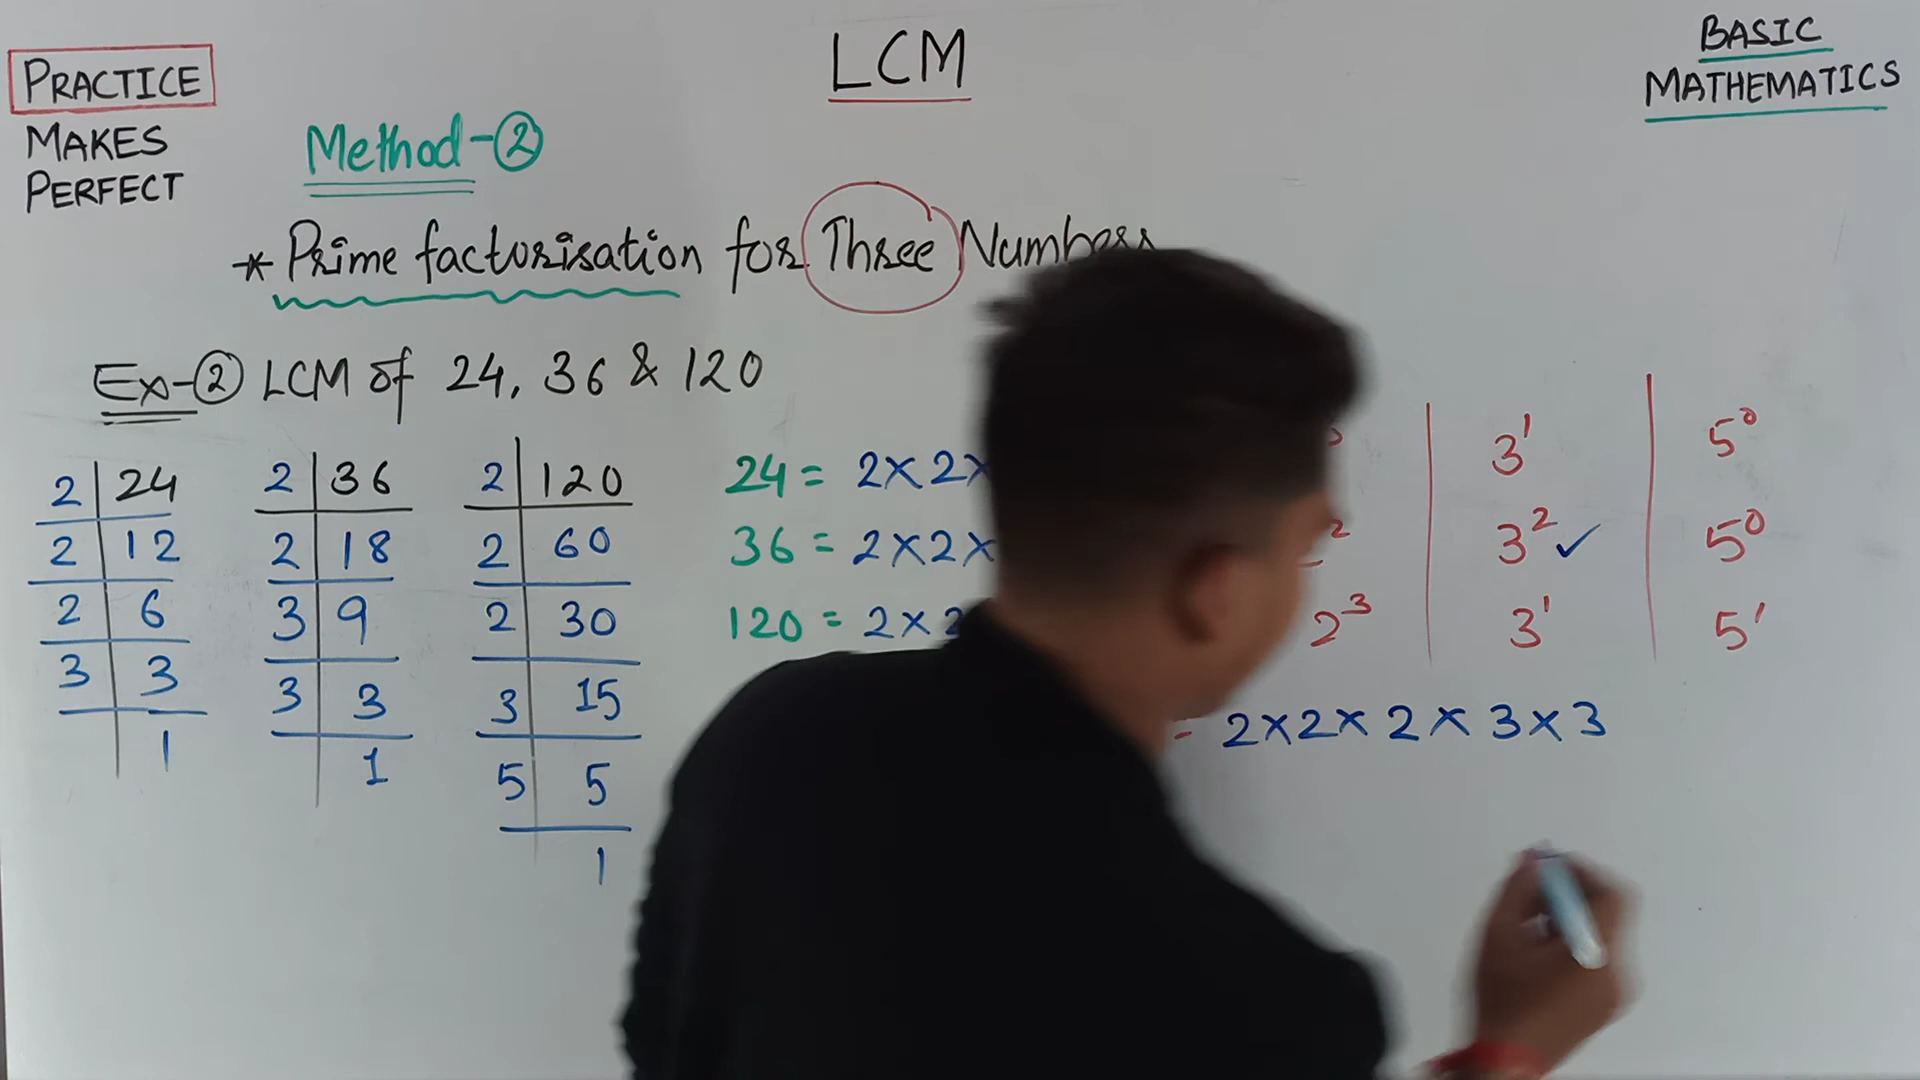 PRACTICE
MAKES
PERFECT
LCM
BASIC
MATHEMATICS
Method-②
* Prime factorisation for Three Numbers
Ex-② LCM of 24, 36 & 120
2 | 24
2 | 12
2 | 6
3 | 3
1
2 | 36
2 | 18
3 | 9
3 | 3
1
2 | 120
2 | 60
2 | 30
3 | 15
5 | 5
1
24 = 2×2×
36 = 2×2×
120 = 2×2
3¹ | 5⁰
² | 3² ✓ | 5⁰
2³ | 3¹ | 5¹
= 2×2×2×3×3